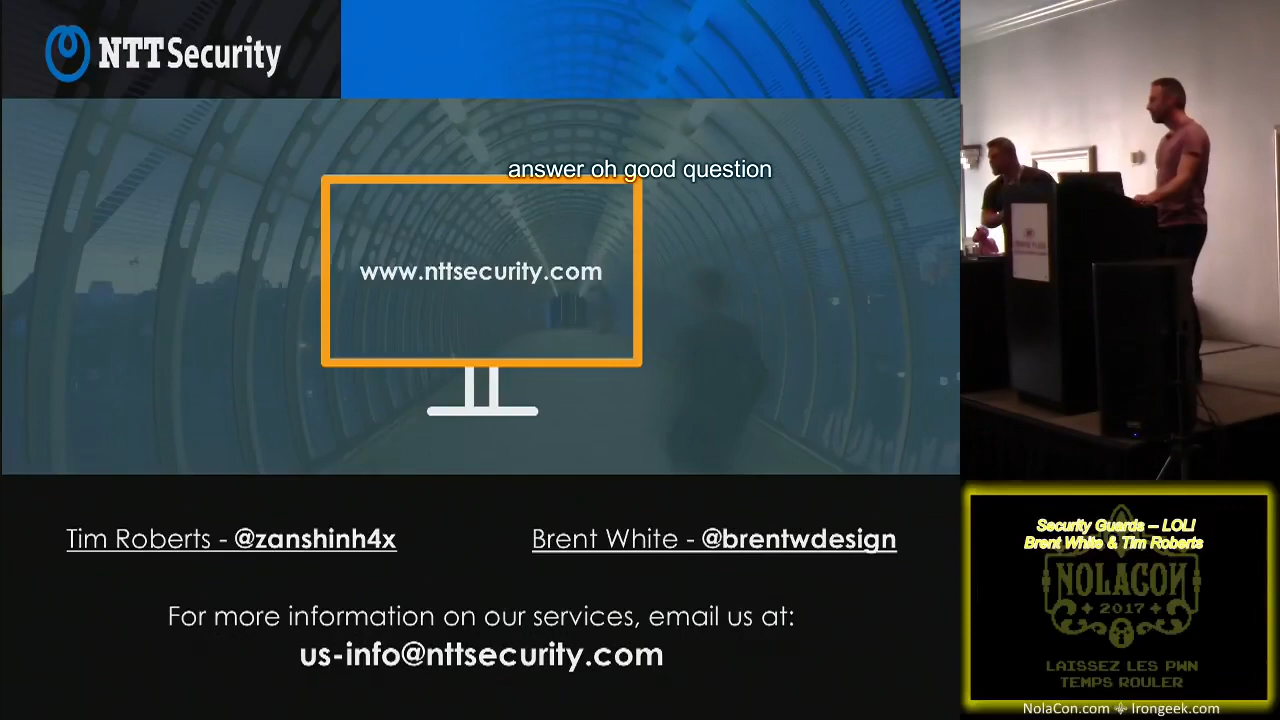 NTT Security
answer oh good question
www.nttsecurity.com
Tim Roberts - @zanshinh4x
Brent White - @brentwdesign
For more information on our services, email us at:
us-info@nttsecurity.com
Security Guards -- LOL!
Brent White & Tim Roberts
NOLACON
2017
LAISSEZ LES PWN
TEMPS ROULER
NolaCon.com Irongeek.com